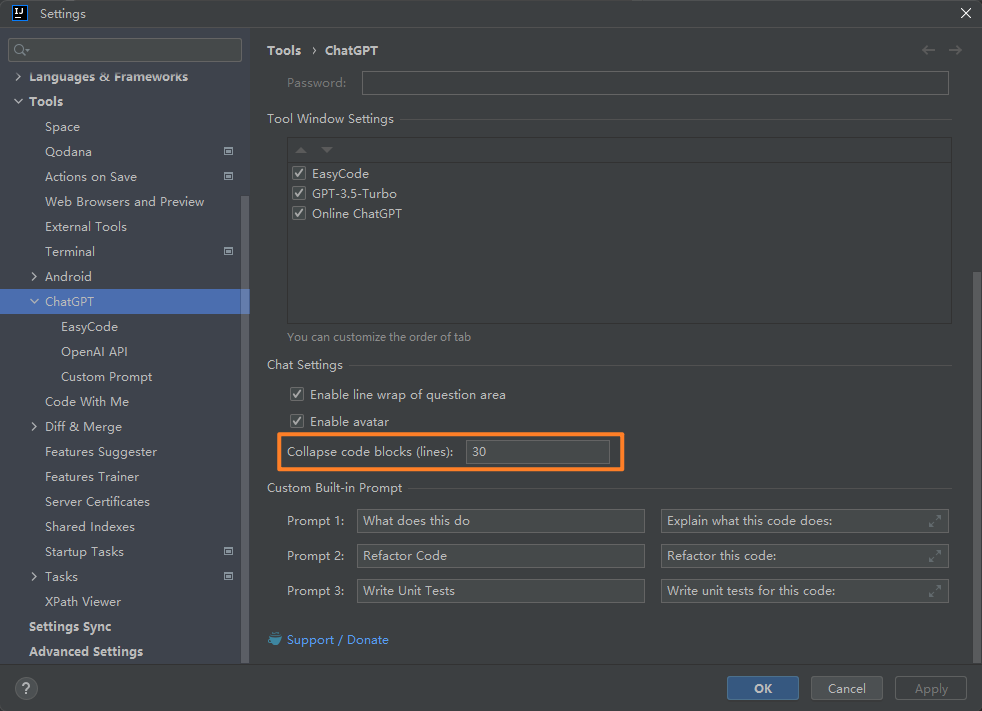 IJ
Settings
Languages & Frameworks
Tools
Space
Qodana
Actions on Save
Web Browsers and Preview
External Tools
Terminal
Android
ChatGPT
EasyCode
OpenAI API
Custom Prompt
Code With Me
Diff & Merge
Features Suggester
Features Trainer
Server Certificates
Shared Indexes
Startup Tasks
Tasks
XPath Viewer
Settings Sync
Advanced Settings
Tools › ChatGPT
Password:
Tool Window Settings
EasyCode
GPT-3.5-Turbo
Online ChatGPT
You can customize the order of tab
Chat Settings
Enable line wrap of question area
Enable avatar
Collapse code blocks (lines): 30
Custom Built-in Prompt
Prompt 1: What does this do Explain what this code does:
Prompt 2: Refactor Code Refactor this code:
Prompt 3: Write Unit Tests Write unit tests for this code:
Support / Donate
? OK Cancel Apply